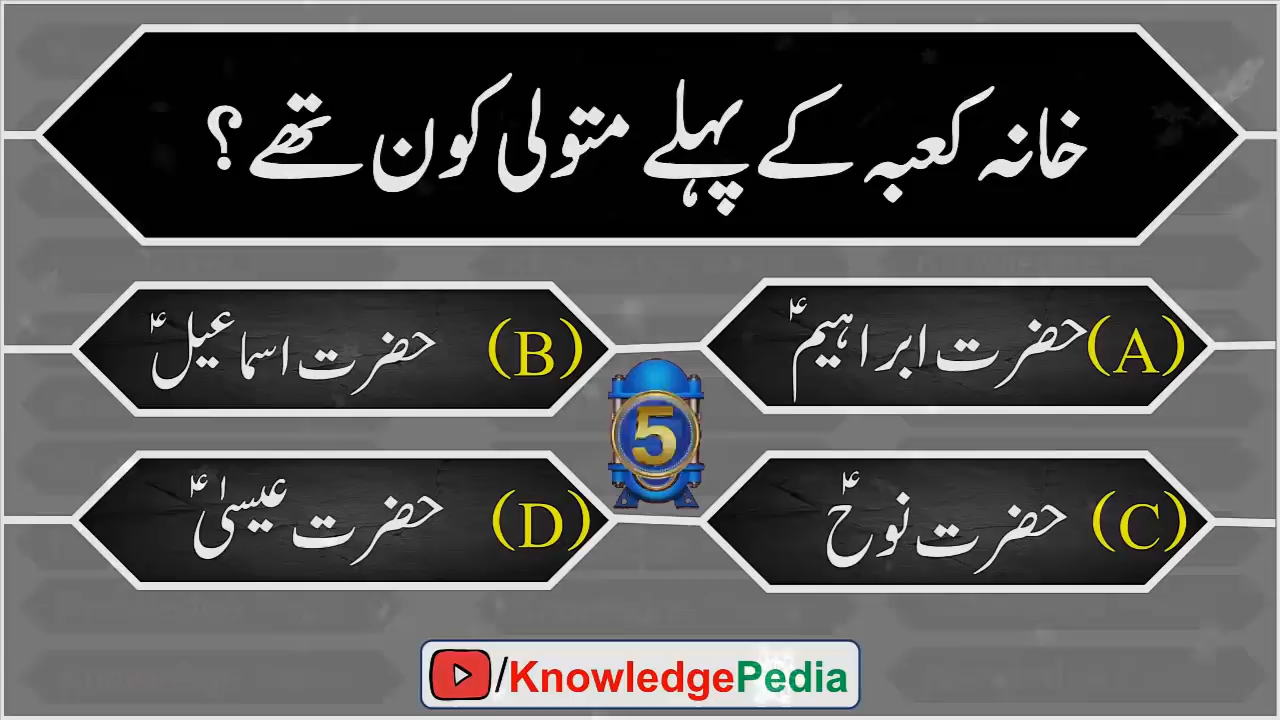 خانہ کعبہ کے پہلے متولی کون تھے؟
(A) حضرت ابراہیمؑ
(B) حضرت اسماعیلؑ
5
(C) حضرت نوحؑ
(D) حضرت عیسیٰؑ
/KnowledgePedia